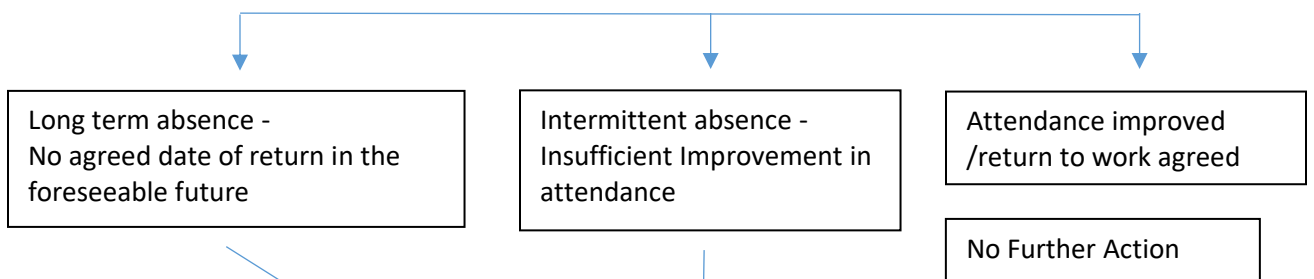 Long term absence -
No agreed date of return in the
foreseeable future
Intermittent absence -
Insufficient Improvement in
attendance
Attendance improved
/return to work agreed
No Further Action